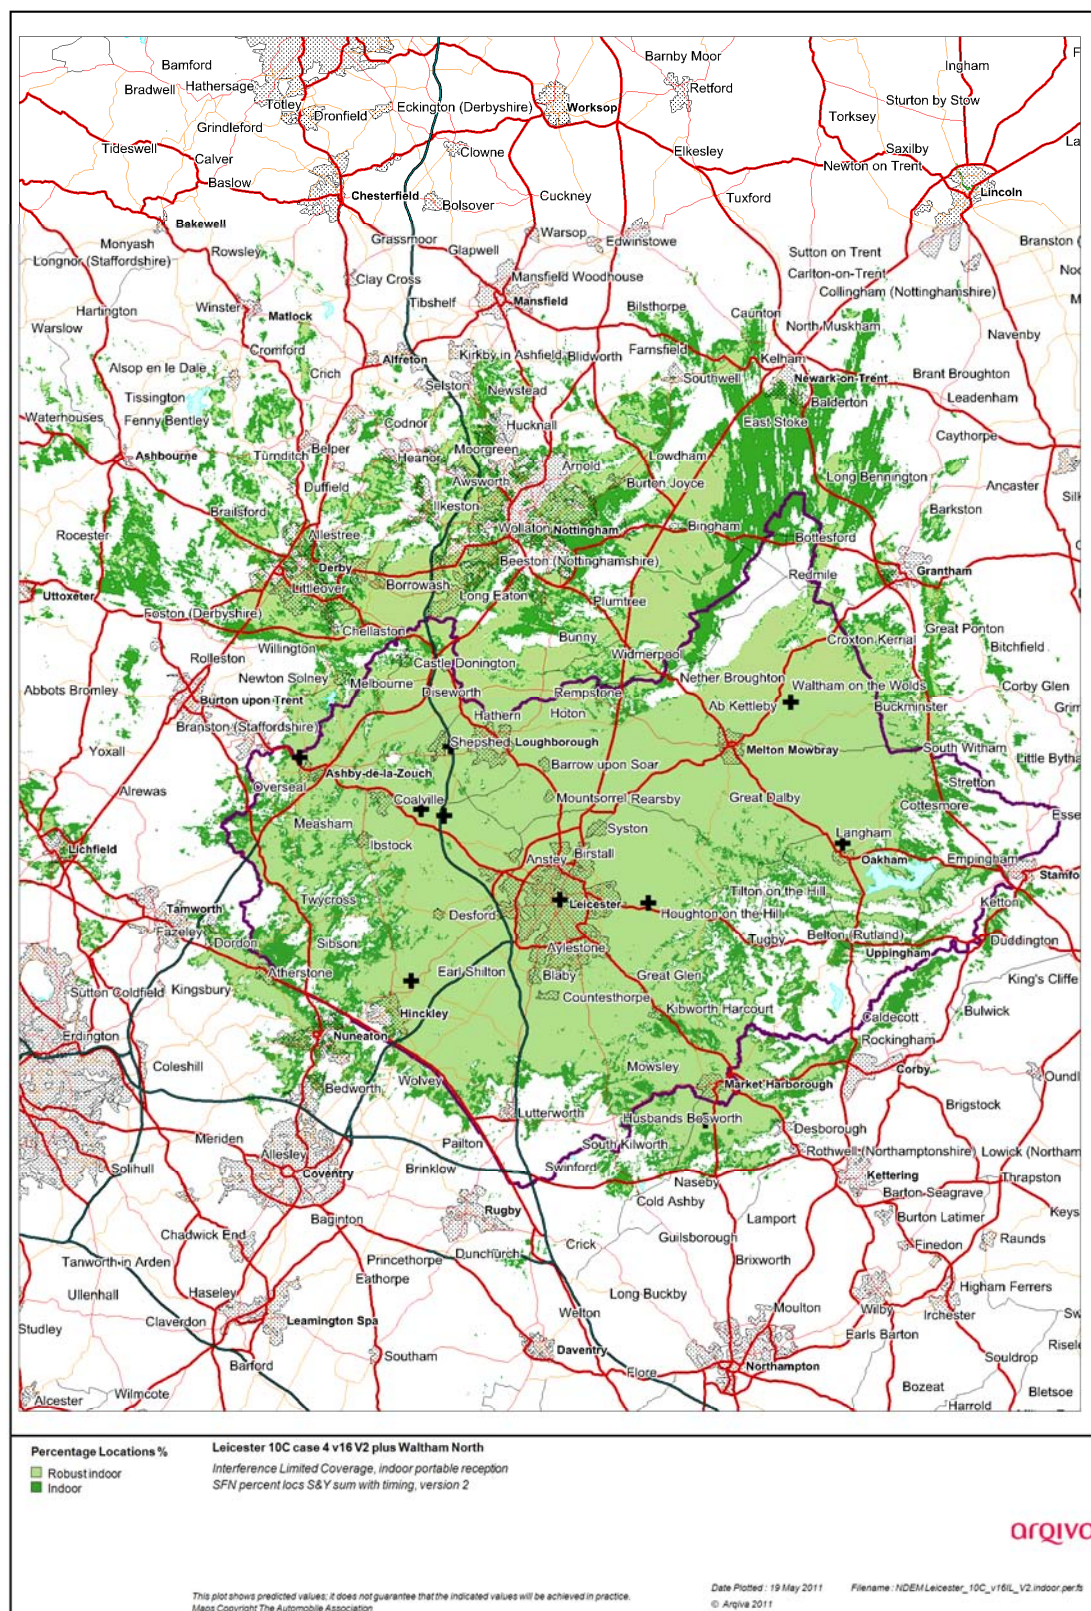 Barnby Moor
Bamford
Ingham
Bradwell
Hathersage
Retford
Totley
Eckington (Derbyshire)
Worksop
Sturton by Stow
Dronfield
Torksey
Grindleford
Tideswell
Calver
Clowne
Elkesley
Saxilby
Newton on Trent
Baslow
Chesterfield
Bolsover
Cuckney
Tuxford
Lincoln
Bakewell
Grassmoor
Warsop
Edwinstowe
Monyash
Rowsley
Glapwell
Sutton on Trent
Branston (
Longnor (Staffordshire)
Clay Cross
Mansfield Woodhouse
Carlton-on-Trent
Collingham (Nottinghamshire)
Hartington
Winster
Matlock
Tibshelf
Mansfield
Bilsthorpe
Caunton
North Muskham
Warslow
Navenby
Cromford
Alfreton
Kirkby in Ashfield
Blidworth
Farnsfield
Kelham
Alsop en le Dale
Crich
Selston
Newstead
Southwell
Newark-on-Trent
Brant Broughton
Tissington
Balderton
Leadenham
Waterhouses
Fenny Bentley
Codnor
Hucknall
East Stoke
Caythorpe
Ashbourne
Turnditch
Belper
Heanor
Moorgreen
Arnold
Lowdham
Duffield
Awsworth
Burton Joyce
Long Bennington
Ancaster
Brailsford
Ilkeston
Barkston
Rocester
Allestree
Wollaton
Nottingham
Bingham
Bottesford
Derby
Beeston (Nottinghamshire)
Grantham
Uttoxeter
Littleover
Borrowash
Long Eaton
Redmile
Foston (Derbyshire)
Plumtree
Chellaston
Bunny
Croxton Kerrial
Great Ponton
Willington
Widmerpool
Bitchfield
Rolleston
Castle Donington
Newton Solney
Melbourne
Diseworth
Rempstone
Nether Broughton
Waltham on the Wolds
Corby Glen
Abbots Bromley
Burton upon Trent
Hathern
Hoton
Ab Kettleby
Buckminster
Branston (Staffordshire)
Yoxall
Shepshed
Loughborough
Melton Mowbray
South Witham
Ashby-de-la-Zouch
Barrow upon Soar
Little Bytha
Alrewas
Overseal
Coalville
Mountsorrel
Rearsby
Great Dalby
Stretton
Cottesmore
Measham
Syston
Langham
Esse
Lichfield
Ibstock
Anstey
Birstall
Oakham
Empingham
Stamfo
Tamworth
Twycross
Desford
Leicester
Tilton on the Hill
Houghton on the Hill
Ketton
Fazeley
Dordon
Sibson
Aylestone
Tugby
Belton (Rutland)
Uppingham
Duddington
Atherstone
Earl Shilton
Blaby
Great Glen
King's Cliffe
Sutton Coldfield
Kingsbury
Countesthorpe
Kibworth Harcourt
Bulwick
Erdington
Hinckley
Caldecott
Nuneaton
Rockingham
Coleshill
Bedworth
Wolvey
Mowsley
Market Harborough
Corby
Oundl
Lutterworth
Husbands Bosworth
Brigstock
Meriden
Allesley
Pailton
South Kilworth
Desborough
Rothwell (Northamptonshire)
Lowick (Northam
Solihull
Coventry
Brinklow
Swinford
Naseby
Kettering
Thrapston
Baginton
Rugby
Cold Ashby
Barton Seagrave
Lamport
Burton Latimer
Keys
Chadwick End
Guilsborough
Finedon
Raunds
Tanworth-in Arden
Princethorpe
Dunchurch
Crick
Brixworth
Eathorpe
Ullenhall
Haseley
Long Buckby
Higham Ferrers
Studley
Claverdon
Leamington Spa
Welton
Moulton
Wilby
Irchester
Earls Barton
Barford
Southam
Daventry
Flore
Northampton
Souldrop
Alcester
Wilmcote
Bozeat
Bletsoe
Harrold
Percentage Locations %
Robust indoor
Indoor
Leicester 10C case 4 v16 V2 plus Waltham North
Interference Limited Coverage, indoor portable reception
SFN percent locs S&Y sum with timing, version 2
arqiva
This plot shows predicted values; it does not guarantee that the indicated values will be achieved in practice.
Maps Copyright The Automobile Association
Date Plotted : 19 May 2011
Filename : NDEM Leicester_10C_v16IL_V2.indoor.per.fs
© Arqiva 2011